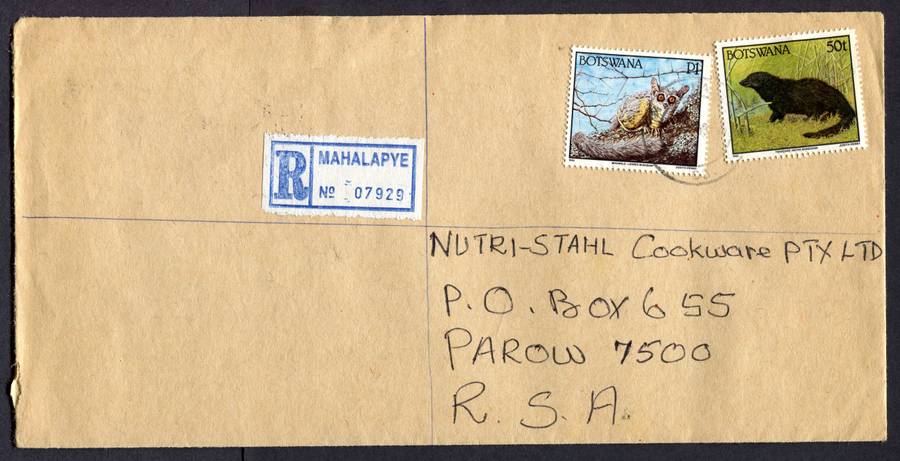 BOTSWANA P1
BOTSWANA 50t
R MAHALAPYE
No 07929
NUTRI-STAHL Cookware PTY LTD
P.O. BOX 655
PAROW 7500
R. S. A.